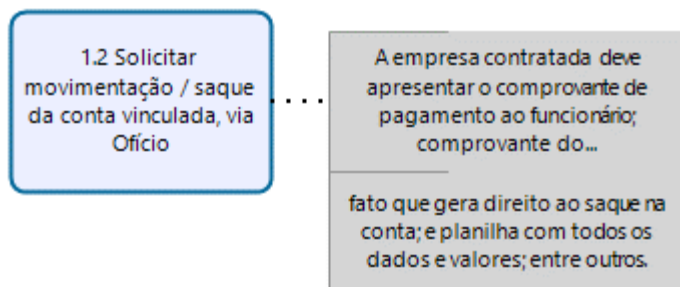 1.2 Solicitar
movimentação / saque
da conta vinculada, via
Ofício
A empresa contratada deve
apresentar o comprovante de
pagamento ao funcionário;
comprovante do...
fato que gera direito ao saque na
conta; e planilha com todos os
dados e valores; entre outros.